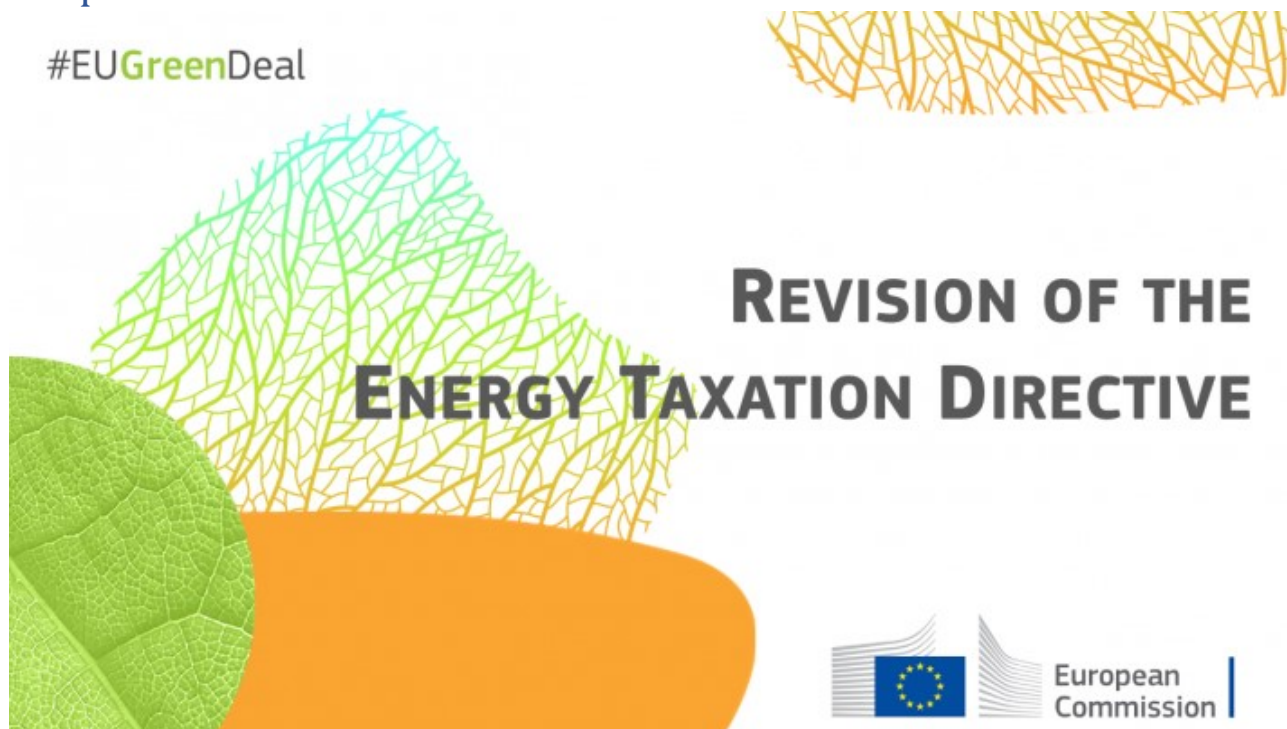 #EUGreenDeal
REVISION OF THE
ENERGY TAXATION DIRECTIVE
European
Commission